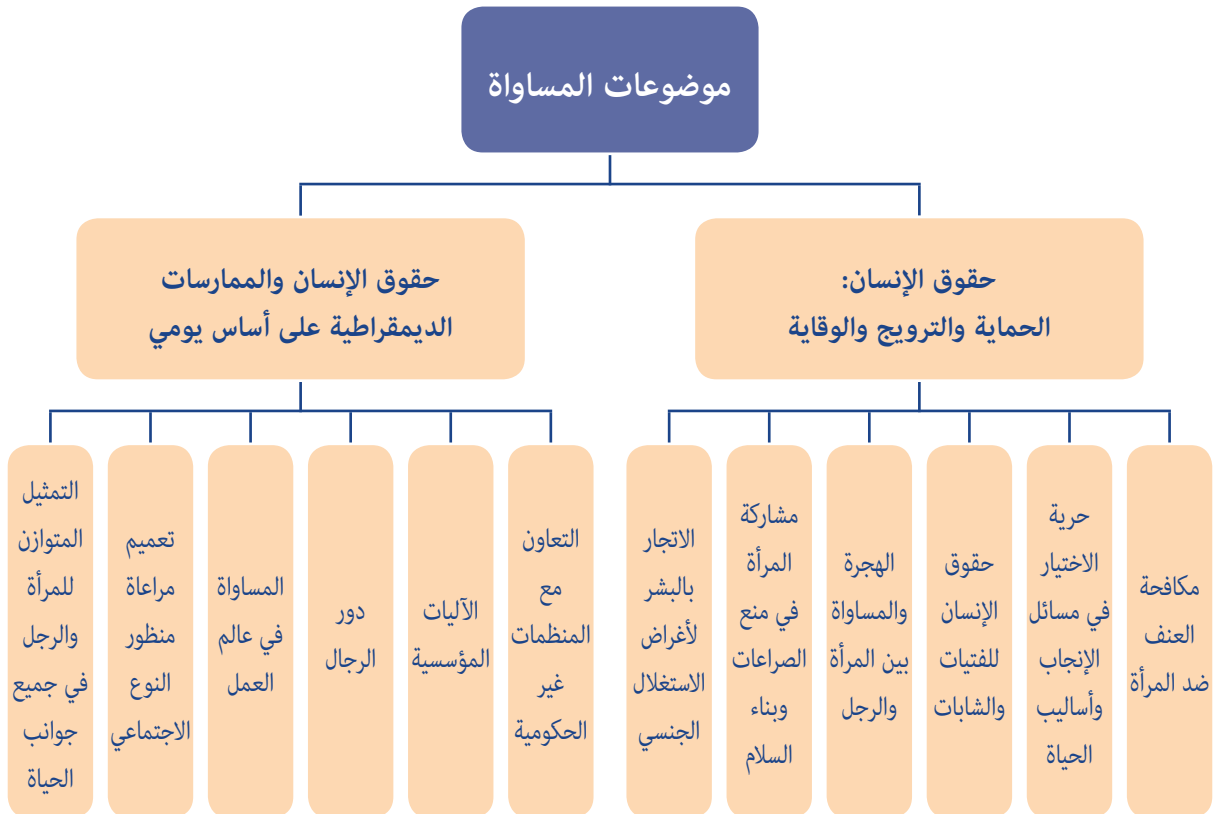 موضوعات المساواة
حقوق الإنسان:
الحماية والترويج والوقاية
حقوق الإنسان والممارسات
الديمقراطية على أساس يومي
مكافحة
العنف
ضد المرأة
حرية
الاختيار
في مسائل
الإنجاب
وأساليب
الحياة
حقوق
الإنسان
للفتيات
والشابات
الهجرة
والمساواة
بين المرأة
والرجل
مشاركة
المرأة
في منع
الصراعات
وبناء
السلام
الاتجار
بالبشر
لأغراض
الاستغلال
الجنسي
التعاون
مع
المنظمات
غير
الحكومية
الآليات
المؤسسية
دور
الرجال
المساواة
في عالم
العمل
تعميم
مراعاة
منظور
النوع
الاجتماعي
التمثيل
المتوازن
للمرأة
والرجل
في جميع
جوانب
الحياة